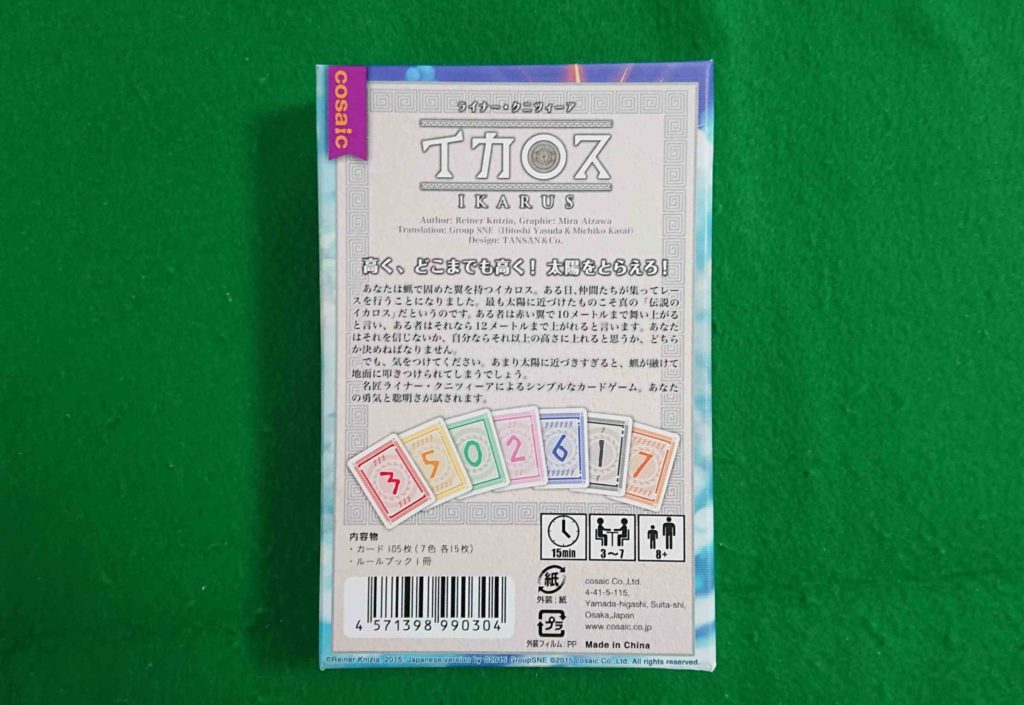 cosaic
ライナー・クニツィーア
イカロス
IKARUS
Author: Reiner Knizia, Graphic: Mira Aizawa
Translation: Group SNE (Hitoshi Yasuda & Michiko Kasai)
Design: TANSAN&Co.
高く、どこまでも高く! 太陽をとらえろ!
あなたは蝋で固めた翼を持つイカロス。ある日、仲間たちが集ってレー
スを行うことになりました。最も太陽に近づけたものこそ真の「伝説の
イカロス」だというのです。ある者は赤い翼で10メートルまで舞い上がる
と言い、ある者はそれなら12メートルまで上がれると言います。あなた
はそれを信じないか、自分ならそれ以上の高さに上れると思うか、どちら
か決めねばなりません。
でも、気をつけてください。あまり太陽に近づきすぎると、蝋が融けて
地面に叩きつけられてしまうでしょう。
名匠ライナー・クニツィーアによるシンプルなカードゲーム。あなた
の勇気と聡明さが試されます。
3 5 0 2 6 1 7
内容物
・カード 105枚(7色 各15枚)
・ルールブック1冊
15min 3〜7 8+
紙
外装:紙
プラ
外装フィルム:PP
cosaic Co.,Ltd.
4-41-5-115,
Yamada-higashi, Suita-shi,
Osaka,Japan
www.cosaic.co.jp
Made in China
4 571398 990304
©Reiner Knizia, 2015, Japanese version by ©2015 GroupSNE ©2015 cosaic Co., Ltd. All rights reserved.